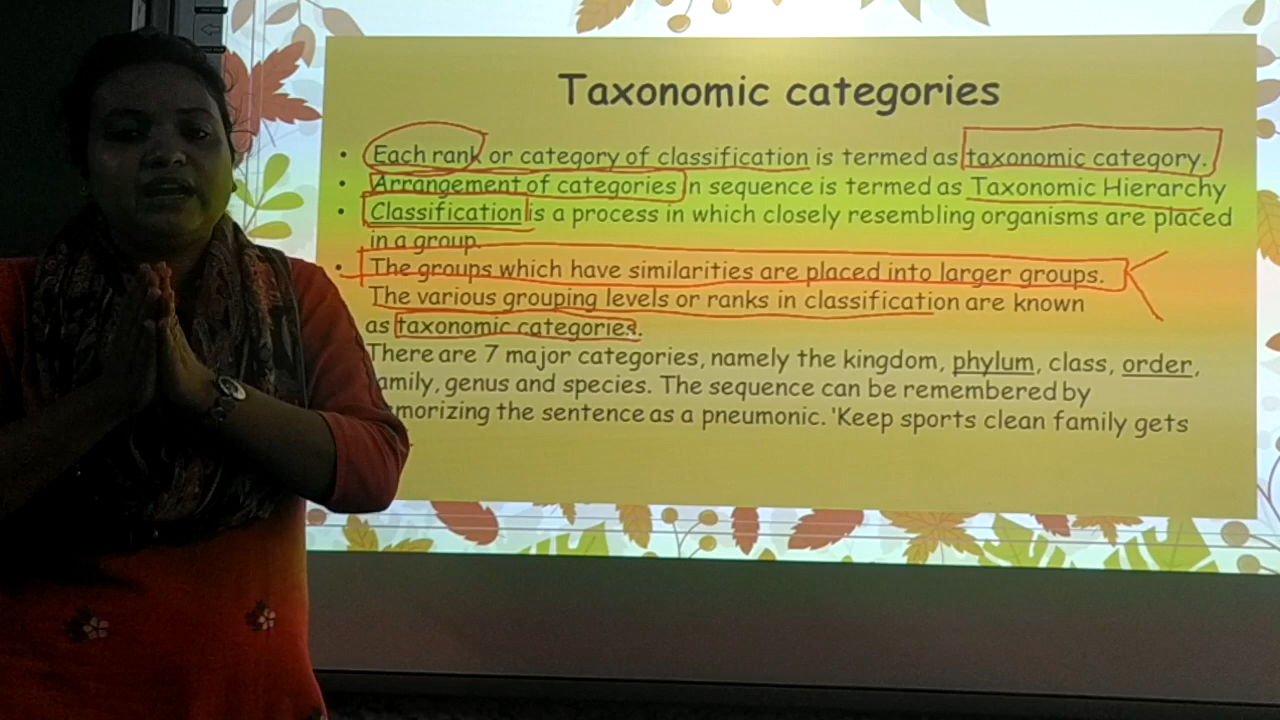 Taxonomic categories
• Each rank or category of classification is termed as taxonomic category.
• Arrangement of categories in sequence is termed as Taxonomic Hierarchy
• Classification is a process in which closely resembling organisms are placed
in a group.
• The groups which have similarities are placed into larger groups.
The various grouping levels or ranks in classification are known
as taxonomic categories.
There are 7 major categories, namely the kingdom, phylum, class, order,
amily, genus and species. The sequence can be remembered by
morizing the sentence as a pneumonic. 'Keep sports clean family gets